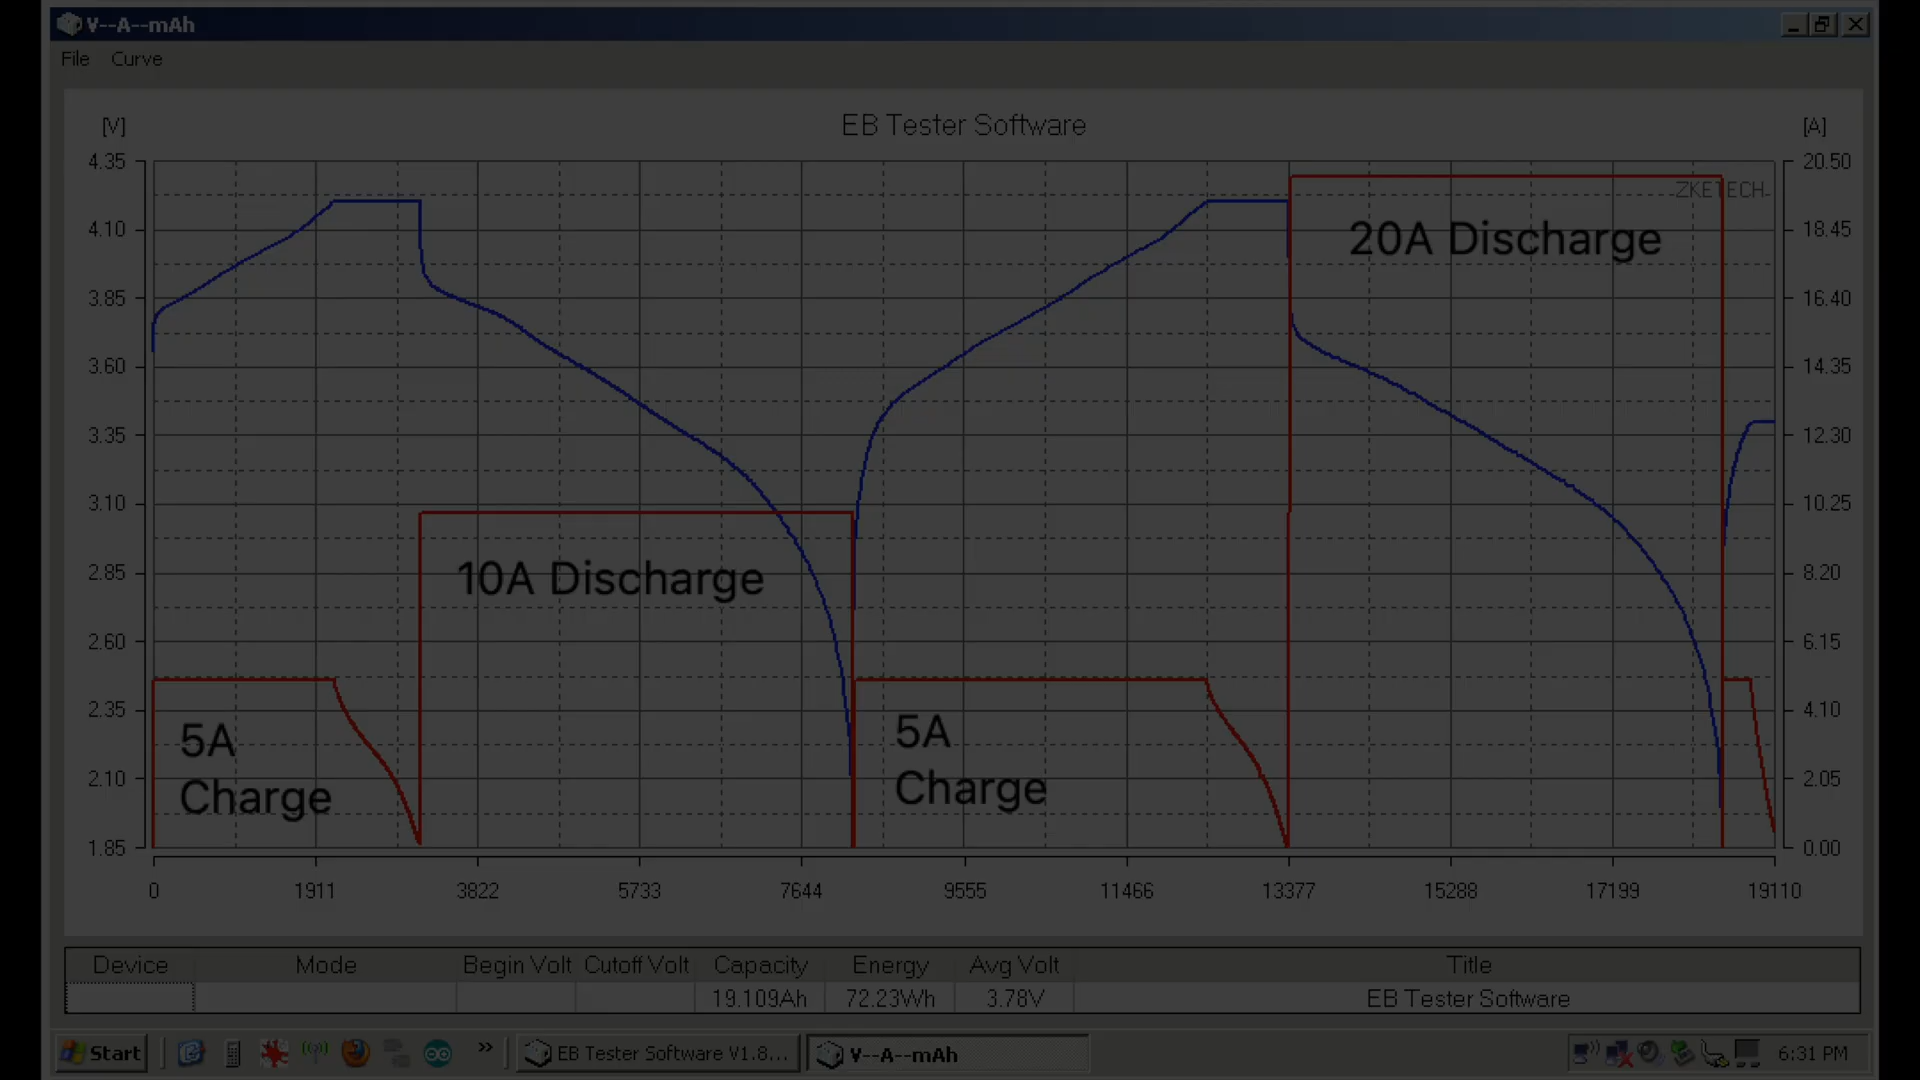 V--A--mAh
File Curve
EB Tester Software
[V] [A]
4.35 20.50
ZKETECH
4.10 18.45
20A Discharge
3.85 16.40
3.60 14.35
3.35 12.30
3.10 10.25
10A Discharge
2.85 8.20
2.60 6.15
2.35 4.10
5A
Charge
5A
Charge
2.10 2.05
1.85 0.00
0 1911 3822 5733 7644 9555 11466 13377 15288 17199 19110
Device Mode Begin Volt Cutoff Volt Capacity Energy Avg Volt Title
19.109Ah 72.23Wh 3.78V EB Tester Software
Start EB Tester Software V1.8... V--A--mAh 6:31 PM